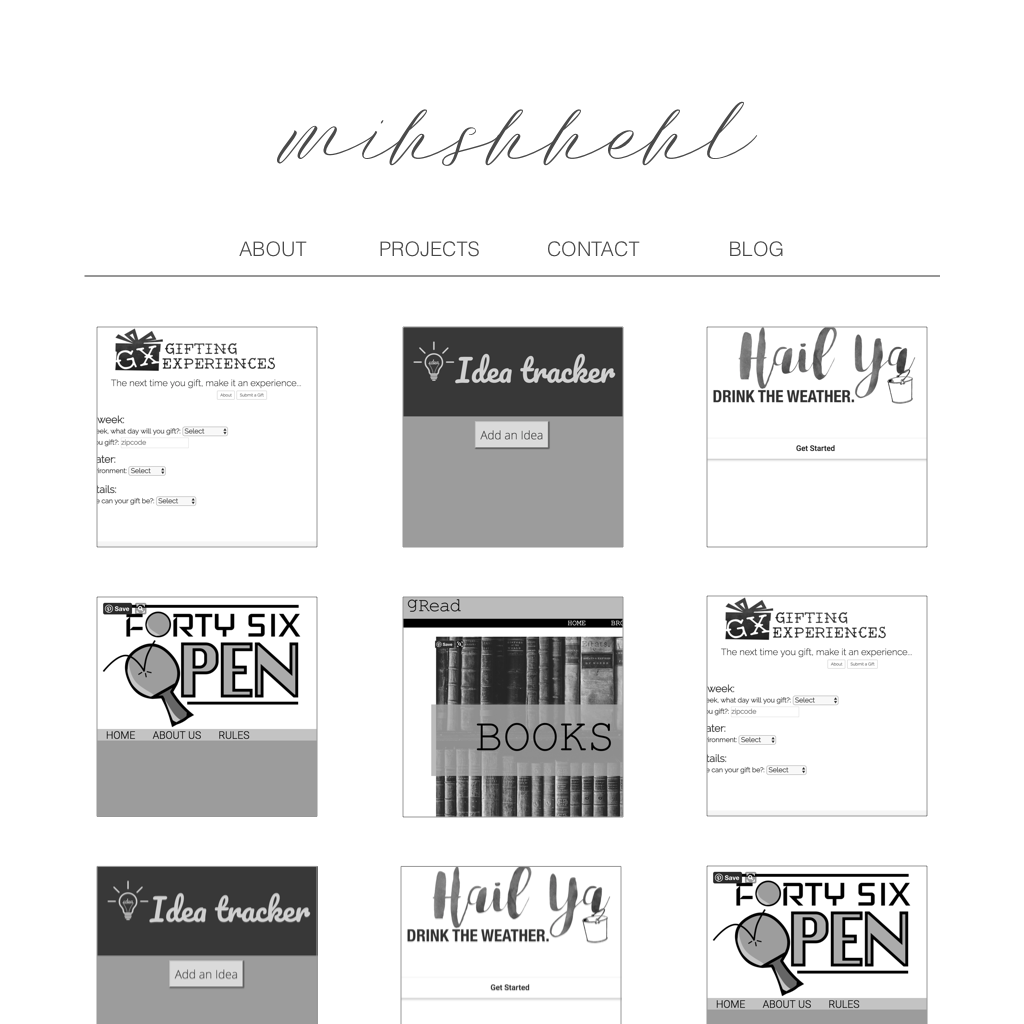 mihshhehl
ABOUT PROJECTS CONTACT BLOG
GX GIFTING
EXPERIENCES
The next time you gift, make it an experience...
About Submit a Gift
week:
eek, what day will you gift?: Select
u gift?: zipcode
ater:
ironment: Select
tails:
e can your gift be?: Select
idea Idea tracker
Add an Idea
Hail Ya
DRINK THE WEATHER.
Get Started
Save
FORTY SIX
OPEN
HOME ABOUT US RULES
gRead
HOME BRO
Save
BOOKS
GX GIFTING
EXPERIENCES
The next time you gift, make it an experience...
About Submit a Gift
week:
eek, what day will you gift?: Select
u gift?: zipcode
ater:
ironment: Select
tails:
e can your gift be?: Select
idea Idea tracker
Add an Idea
Hail Ya
DRINK THE WEATHER.
Get Started
Save
FORTY SIX
OPEN
HOME ABOUT US RULES